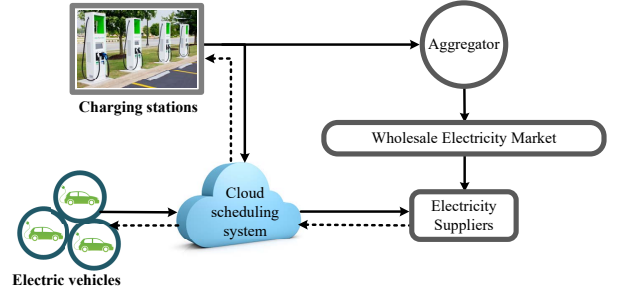 Aggregator
Charging stations
Wholesale Electricity Market
Cloud
scheduling
system
Electricity
Suppliers
Electric vehicles